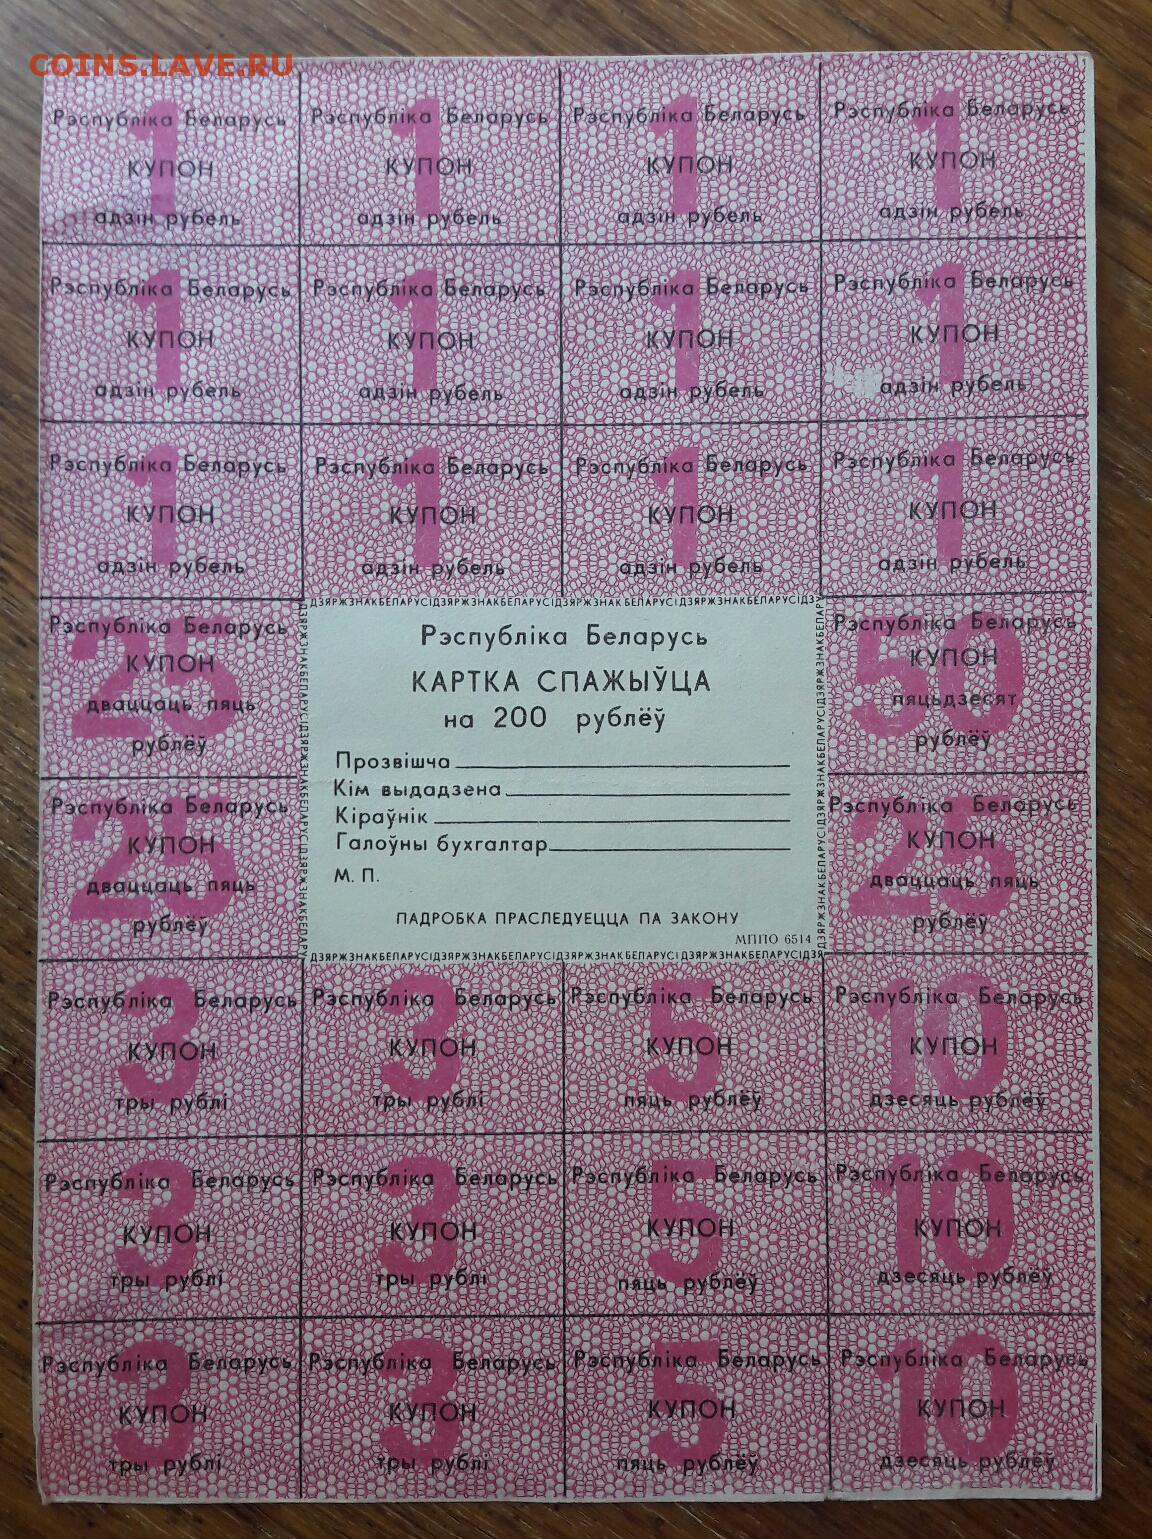 COINS.LAVE.RU
Рэспубліка Беларусь Рэспубліка Беларусь Рэспубліка Беларусь Рэспубліка Беларусь
1 1 1 1
КУПОН КУПОН КУПОН КУПОН
адзін рубель адзін рубель адзін рубель адзін рубель
Рэспубліка Беларусь Рэспубліка Беларусь Рэспубліка Беларусь Рэспубліка Беларусь
1 1 1 1
КУПОН КУПОН КУПОН КУПОН
адзін рубель адзін рубель адзін рубель адзін рубель
Рэспубліка Беларусь Рэспубліка Беларусь Рэспубліка Беларусь Рэспубліка Беларусь
1 1 1 1
КУПОН КУПОН КУПОН КУПОН
адзін рубель адзін рубель адзін рубель адзін рубель
Рэспубліка Беларусь
25
КУПОН
дваццаць пяць
рублёў
Рэспубліка Беларусь
25
КУПОН
дваццаць пяць
рублёў
ДЗЯРЖЗНАКБЕЛАРУСІДЗЯРЖЗНАКБЕЛАРУСІДЗЯРЖЗНАКБЕЛАРУСІДЗЯРЖЗНАКБЕЛАРУСІДЗЯ
Рэспубліка Беларусь
КАРТКА СПАЖЫЎЦА
на 200 рублёў
Прозвішча
Кім выдадзена
Кіраўнік
Галоўны бухгалтар
М. П.
ПАДРОБКА ПРАСЛЕДУЕЦЦА ПА ЗАКОНУ
МППО 6514
ДЗЯРЖЗНАКБЕЛАРУСІДЗЯРЖЗНАКБЕЛАРУСІДЗЯРЖЗНАКБЕЛАРУСІДЗЯРЖЗНАКБЕЛАРУСІДЗЯ
Рэспубліка Беларусь
50
КУПОН
пяцьдзесят
рублёў
Рэспубліка Беларусь
25
КУПОН
дваццаць пяць
рублёў
Рэспубліка Беларусь Рэспубліка Беларусь Рэспубліка Беларусь Рэспубліка Беларусь
3 3 5 10
КУПОН КУПОН КУПОН КУПОН
тры рублі тры рублі пяць рублёў дзесяць рублёў
Рэспубліка Беларусь Рэспубліка Беларусь Рэспубліка Беларусь Рэспубліка Беларусь
3 3 5 10
КУПОН КУПОН КУПОН КУПОН
тры рублі тры рублі пяць рублёў дзесяць рублёў
Рэспубліка Беларусь Рэспубліка Беларусь Рэспубліка Беларусь Рэспубліка Беларусь
3 3 5 10
КУПОН КУПОН КУПОН КУПОН
тры рублі тры рублі пяць рублёў дзесяць рублёў